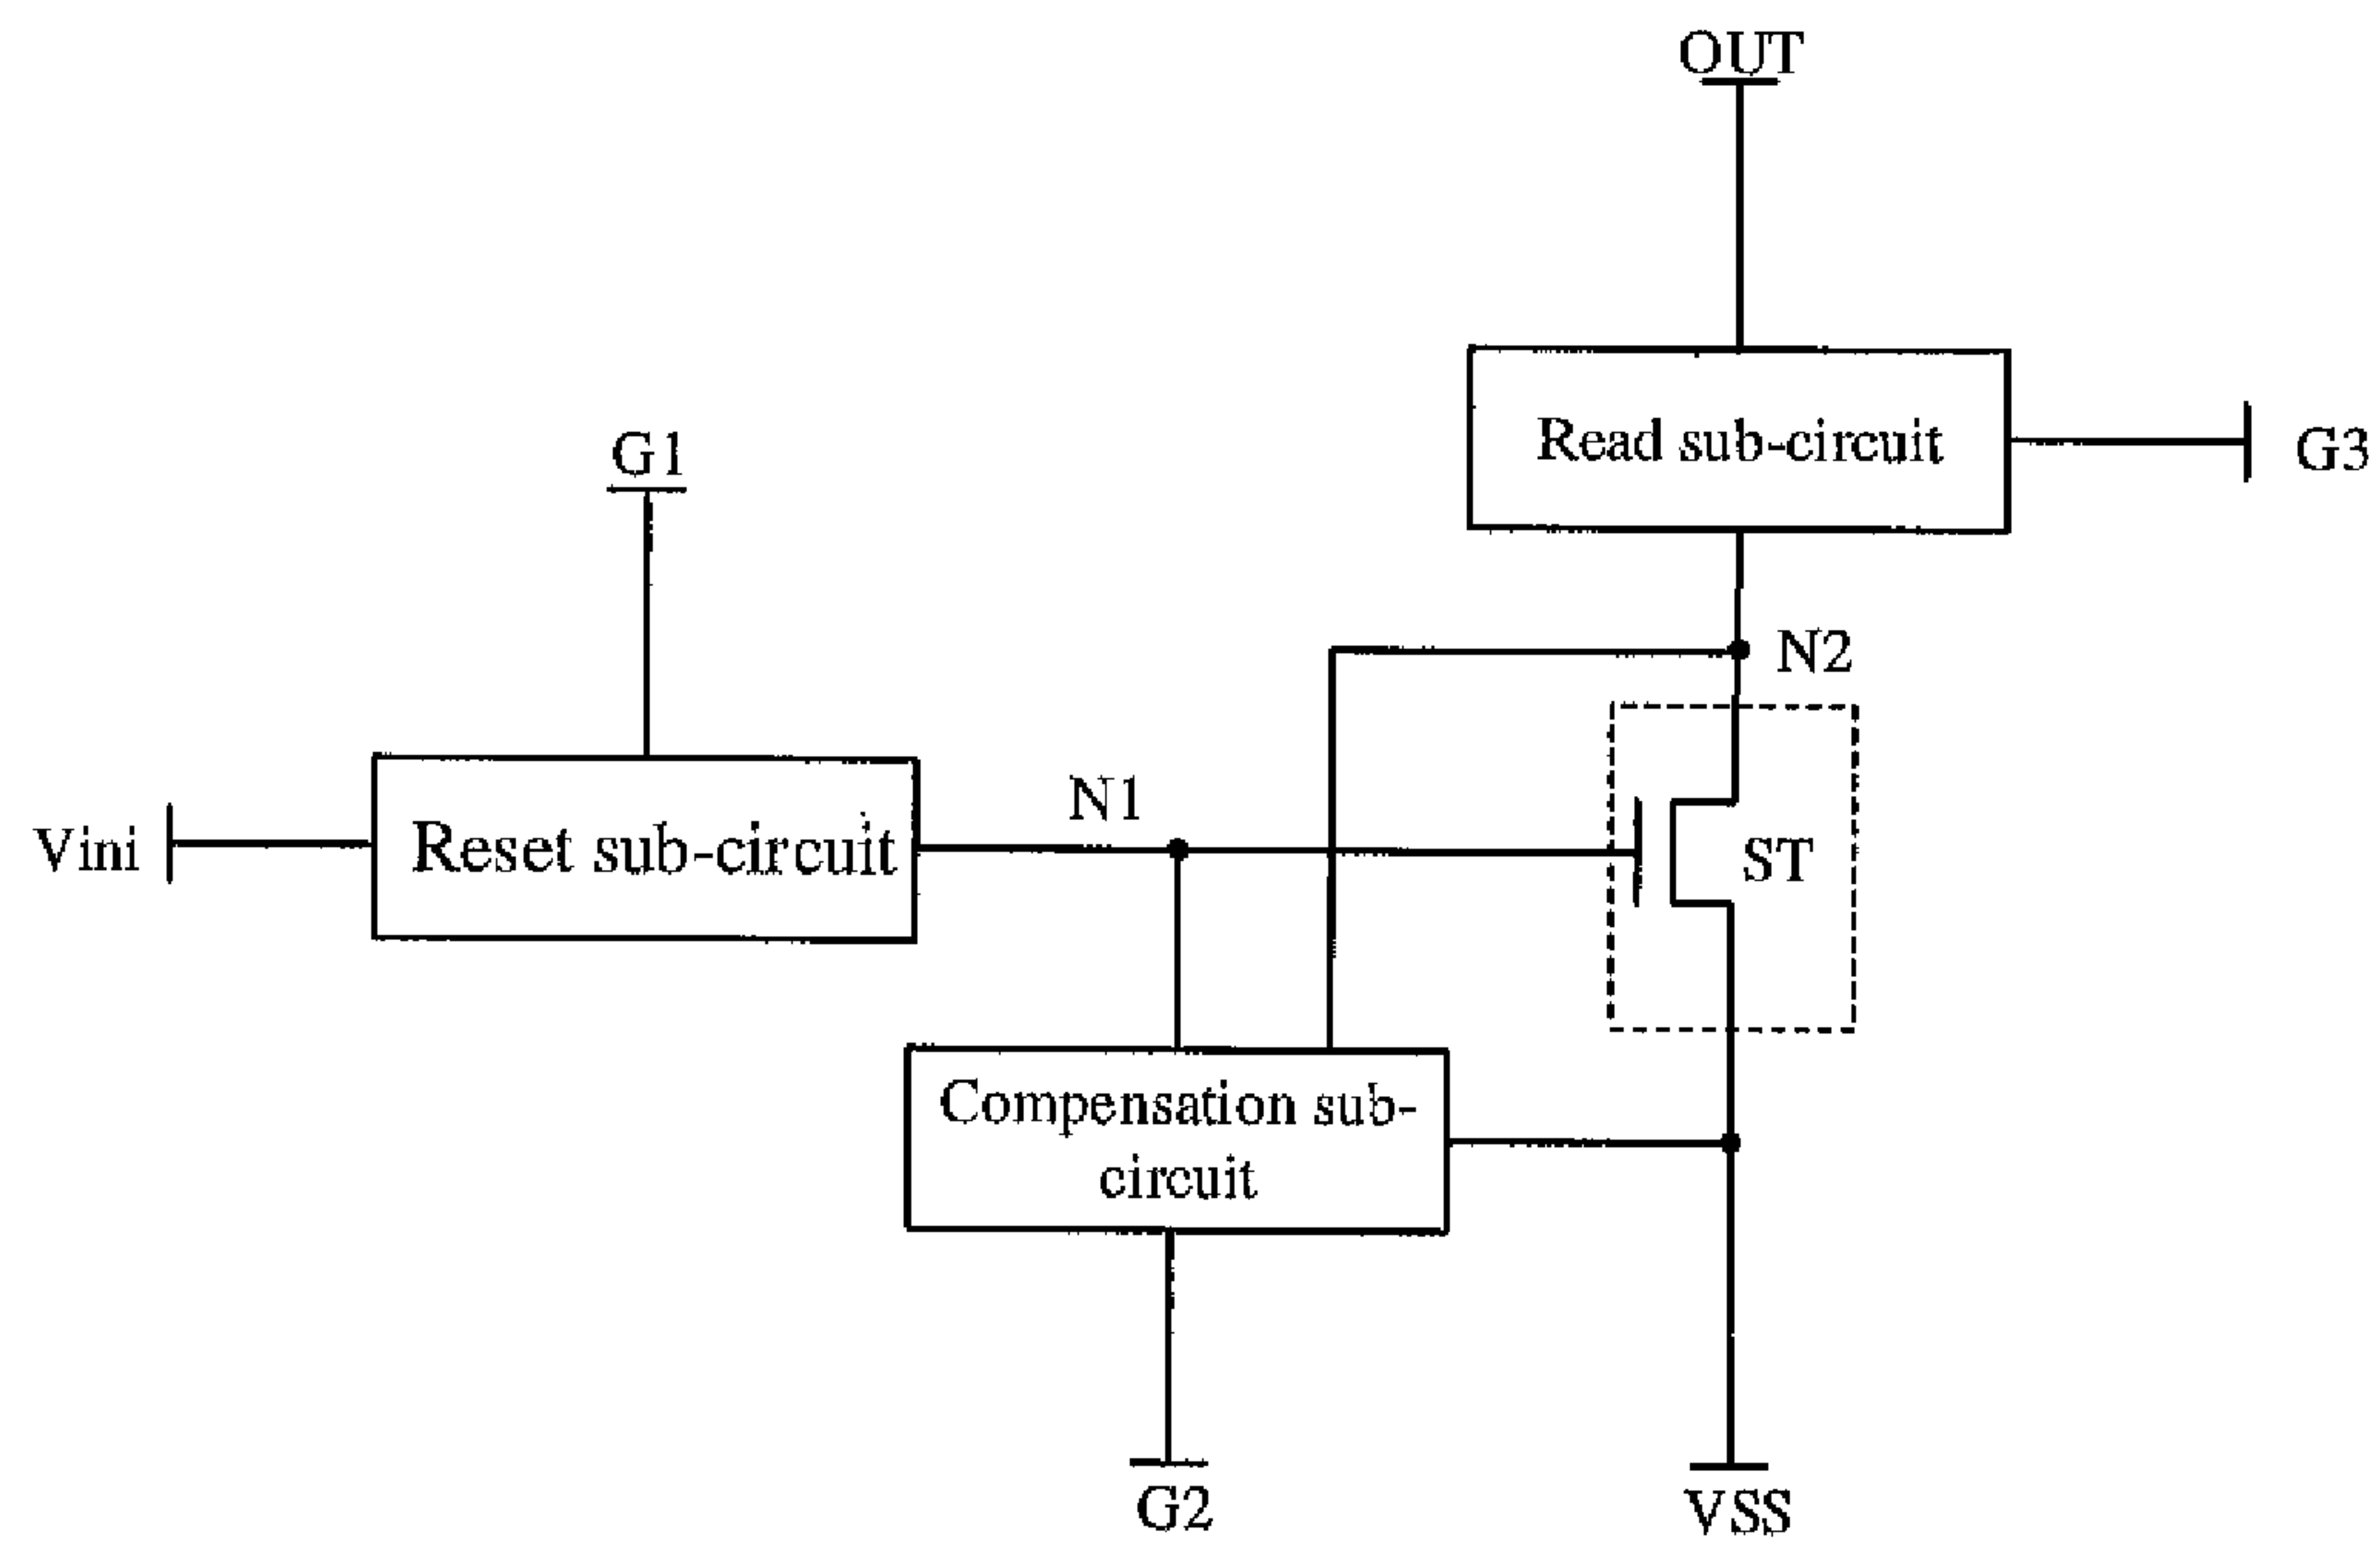 OUT
Read sub-circuit
G3
G1
N2
N1
Vini
Reset sub-circuit
ST
Compensation sub-
circuit
G2
VSS